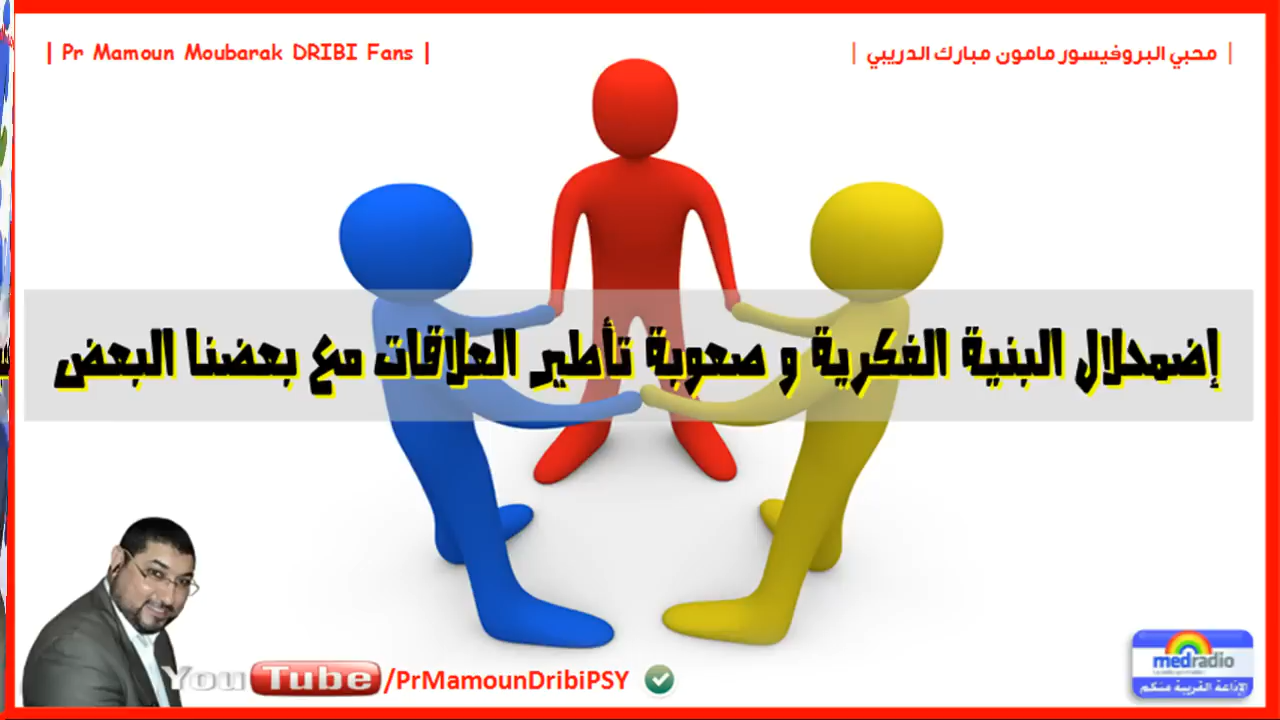 | Pr Mamoun Moubarak DRIBI Fans |
| محبي البروفيسور مامون مبارك الدريبي |
إضمحلال البنية الفكرية و صعوبة تأطير العلاقات مع بعضنا البعض
YouTube/PrMamounDribiPSY
medradio
الإذاعة القريبة منكم